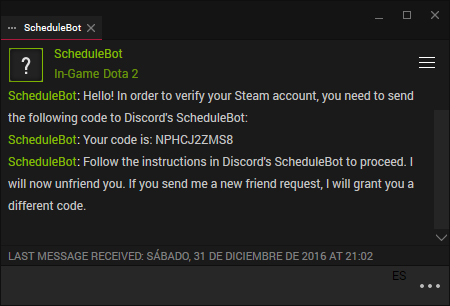 ScheduleBot
?
ScheduleBot
In-Game Dota 2
ScheduleBot: Hello! In order to verify your Steam account, you need to send
the following code to Discord's ScheduleBot:
ScheduleBot: Your code is: NPHCJ2ZMS8
ScheduleBot: Follow the instructions in Discord's ScheduleBot to proceed. I
will now unfriend you. If you send me a new friend request, I will grant you a
different code.
LAST MESSAGE RECEIVED: SÁBADO, 31 DE DICIEMBRE DE 2016 AT 21:02
ES